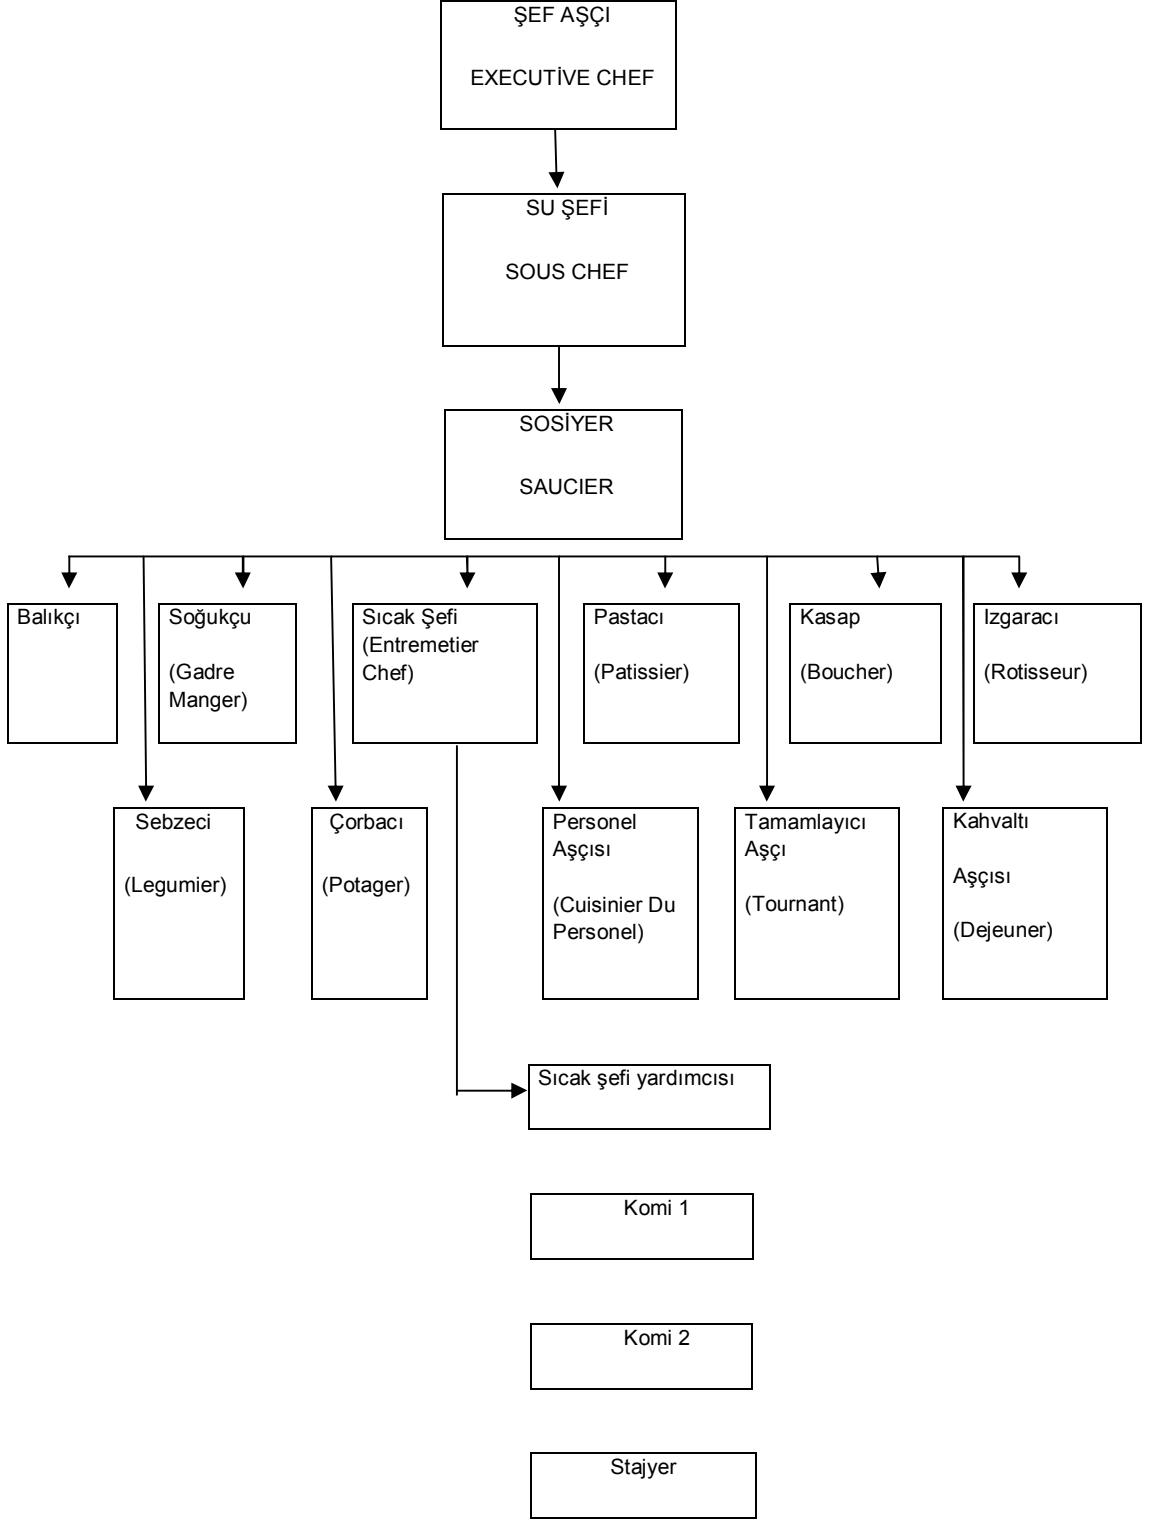 ŞEF AŞÇI
EXECUTİVE CHEF
SU ŞEFİ
SOUS CHEF
SOSİYER
SAUCIER
Balıkçı
Soğukçu
(Gadre
Manger)
Sıcak Şefi
(Entremetier
Chef)
Pastacı
(Patissier)
Kasap
(Boucher)
Izgaracı
(Rotisseur)
Sebzeci
(Legumier)
Çorbacı
(Potager)
Personel
Aşçısı
(Cuisinier Du
Personel)
Tamamlayıcı
Aşçı
(Tournant)
Kahvaltı
Aşçısı
(Dejeuner)
Sıcak şefi yardımcısı
Komi 1
Komi 2
Stajyer